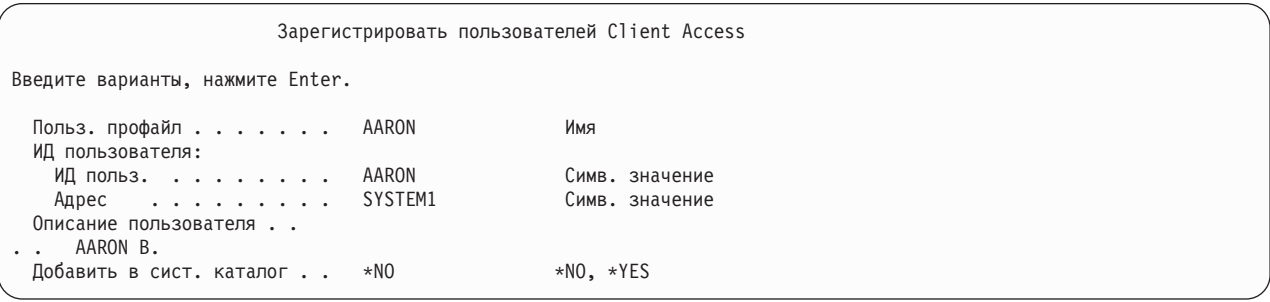 Зарегистрировать пользователей Client Access
Введите варианты, нажмите Enter.
Польз. профайл . . . . . . . AARON Имя
ИД пользователя:
ИД польз. . . . . . . . . AARON Симв. значение
Адрес . . . . . . . . . SYSTEM1 Симв. значение
Описание пользователя . .
. . AARON B.
Добавить в сист. каталог . . *NO *NO, *YES